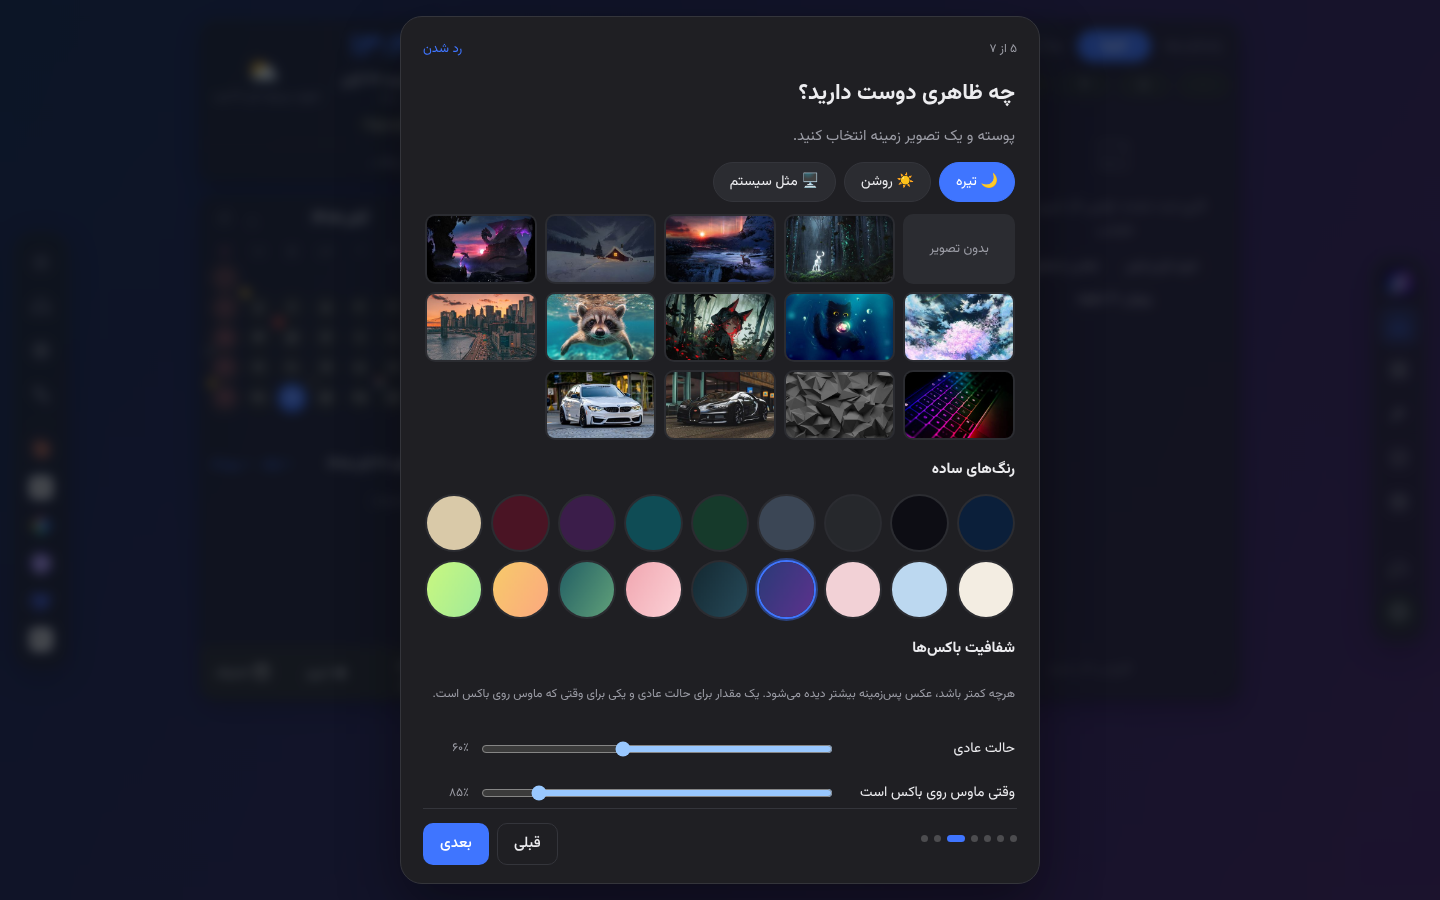 ۵ از ۷
رد شدن
چه ظاهری دوست دارید؟
پوسته و یک تصویر زمینه انتخاب کنید.
🌙 تیره
☀️ روشن
🖥️ مثل سیستم
بدون تصویر
رنگ‌های ساده
شفافیت باکس‌ها
هرچه کمتر باشد، عکس پس‌زمینه بیشتر دیده می‌شود. یک مقدار برای حالت عادی و یکی برای وقتی که ماوس روی باکس است.
حالت عادی
۶۰٪
وقتی ماوس روی باکس است
۸۵٪
قبلی
بعدی